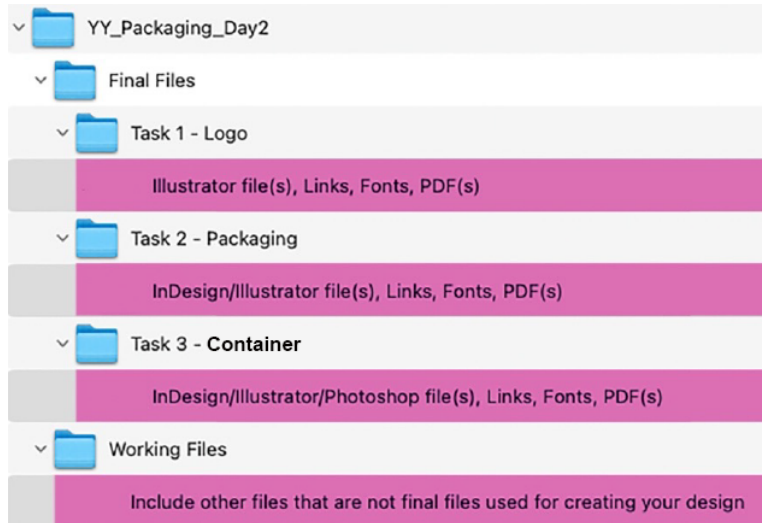 YY_Packaging_Day2
Final Files
Task 1 - Logo
Illustrator file(s), Links, Fonts, PDF(s)
Task 2 - Packaging
InDesign/Illustrator file(s), Links, Fonts, PDF(s)
Task 3 - Container
InDesign/Illustrator/Photoshop file(s), Links, Fonts, PDF(s)
Working Files
Include other files that are not final files used for creating your design